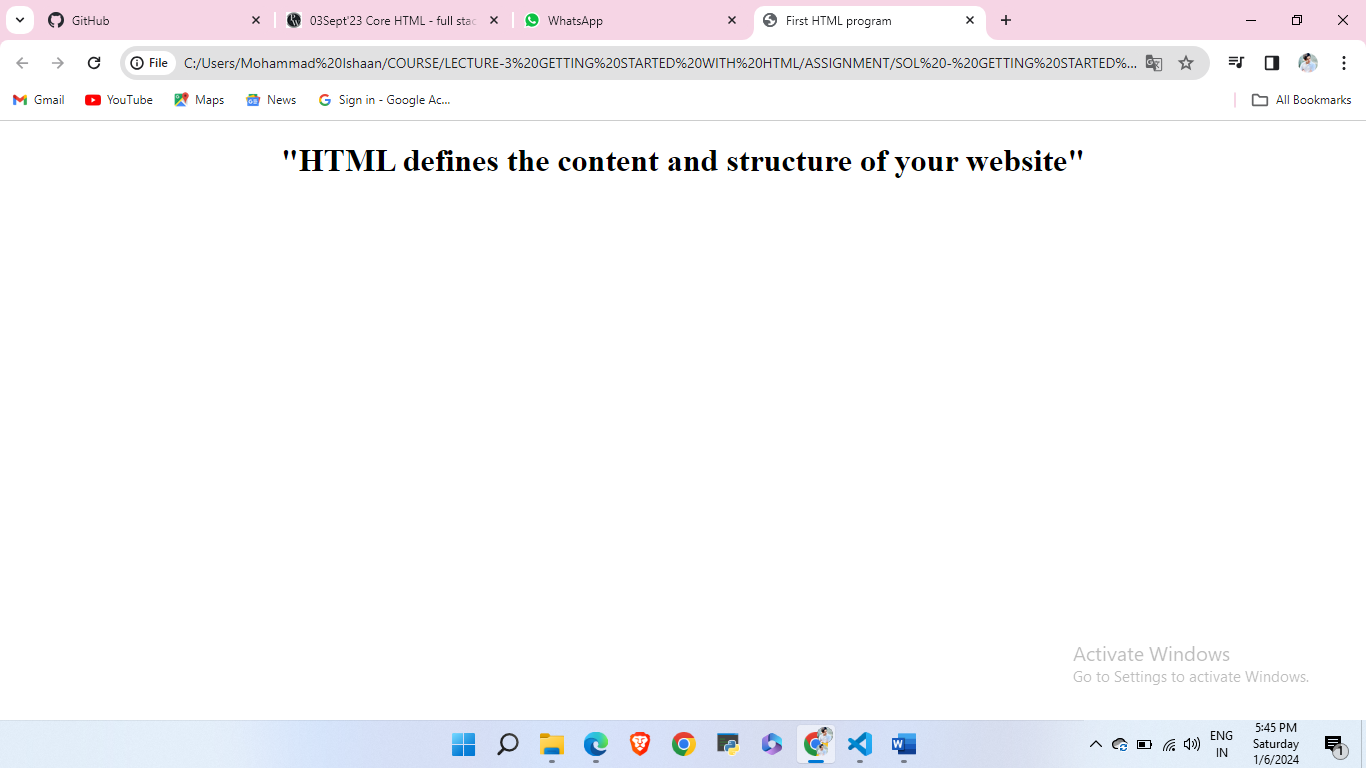 GitHub
03Sept'23 Core HTML - full stac
WhatsApp
First HTML program
File
C:/Users/Mohammad%20Ishaan/COURSE/LECTURE-3%20GETTING%20STARTED%20WITH%20HTML/ASSIGNMENT/SOL%20-%20GETTING%20STARTED%...
Gmail
YouTube
Maps
News
Sign in - Google Ac...
All Bookmarks
"HTML defines the content and structure of your website"
Activate Windows
Go to Settings to activate Windows.
ENG
IN
5:45 PM
Saturday
1/6/2024
1